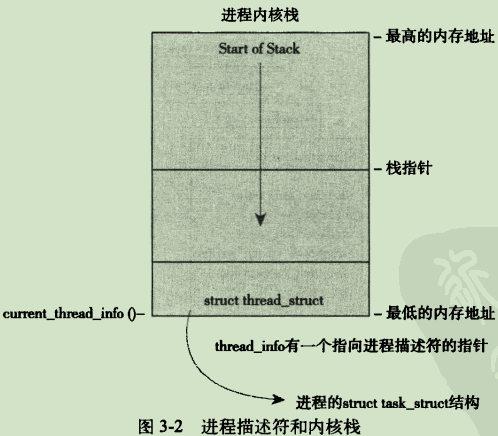 进程内核栈
最高的内存地址
Start of Stack
栈指针
struct thread_struct
current_thread_info ()
最低的内存地址
thread_info有一个指向进程描述符的指针
进程的struct task_struct结构
图 3-2 进程描述符和内核栈